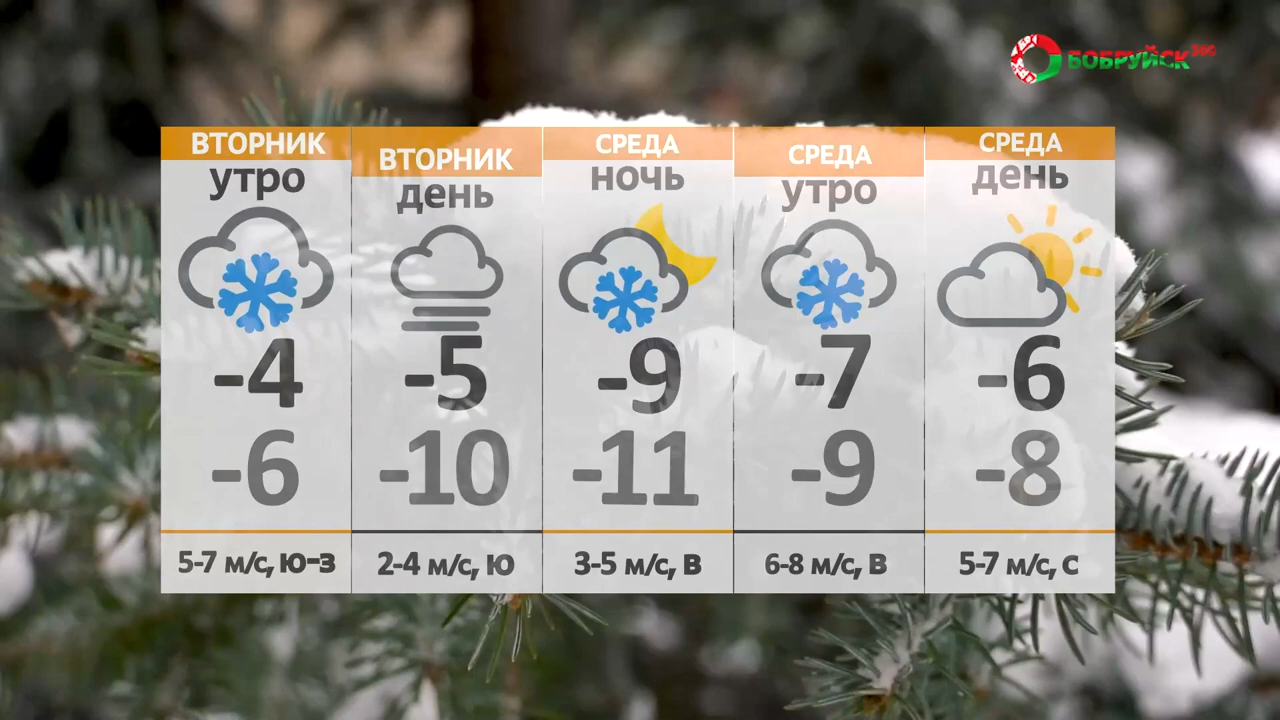 БОБРУЙСК 360
ВТОРНИК
утро
-4
-6
5-7 м/с, Ю-З
ВТОРНИК
день
-5
-10
2-4 м/с, Ю
СРЕДА
ночь
-9
-11
3-5 м/с, В
СРЕДА
утро
-7
-9
6-8 м/с, В
СРЕДА
день
-6
-8
5-7 м/с, С